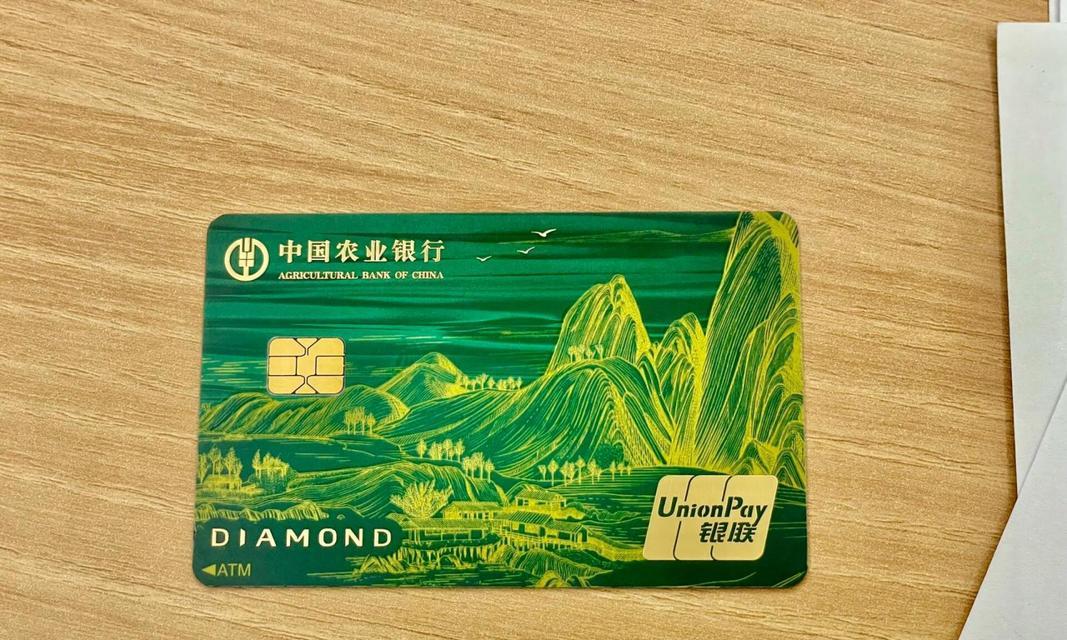 中国农业银行
AGRICULTURAL BANK OF CHINA
DIAMOND
◀ATM
UnionPay
银联